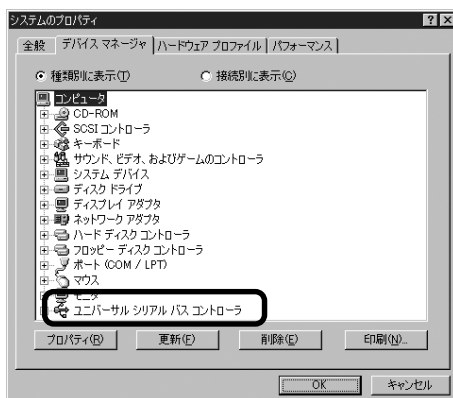 システムのプロパティ
全般 デバイス マネージャ ハードウェア プロファイル パフォーマンス
種類別に表示(T) 接続別に表示(C)
コンピュータ
CD-ROM
SCSI コントローラ
キーボード
サウンド、ビデオ、およびゲームのコントローラ
システム デバイス
ディスク ドライブ
ディスプレイ アダプタ
ネットワーク アダプタ
ハード ディスク コントローラ
フロッピー ディスク コントローラ
ポート (COM / LPT)
マウス
モニタ
ユニバーサル シリアル バス コントローラ
プロパティ(R) 更新(F) 削除(E) 印刷(N)...
OK キャンセル